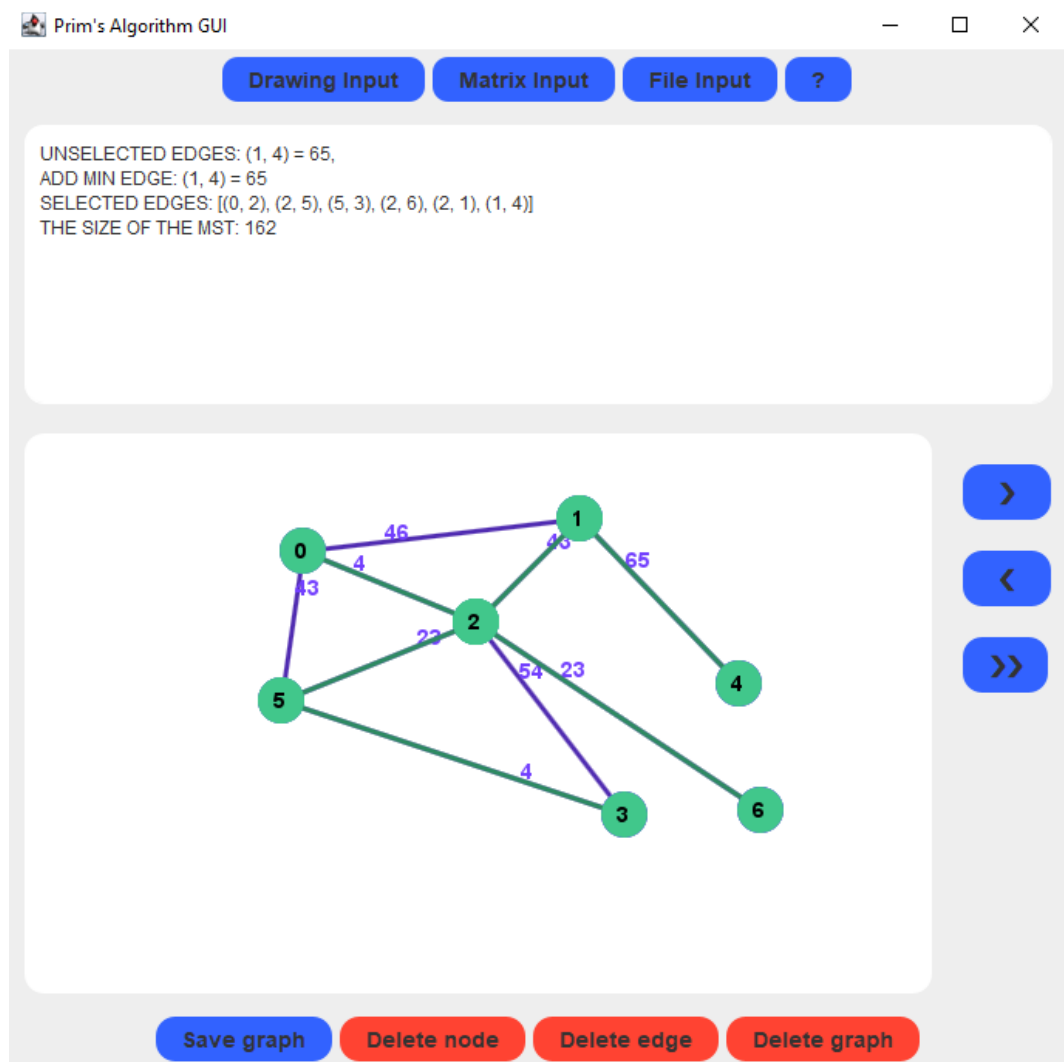 Prim's Algorithm GUI
Drawing Input Matrix Input File Input ?
UNSELECTED EDGES: (1, 4) = 65,
ADD MIN EDGE: (1, 4) = 65
SELECTED EDGES: [(0, 2), (2, 5), (5, 3), (2, 6), (2, 1), (1, 4)]
THE SIZE OF THE MST: 162
1
46
43
0
4
65
43
2
23
54
23
4
5
4
3
6
Save graph Delete node Delete edge Delete graph